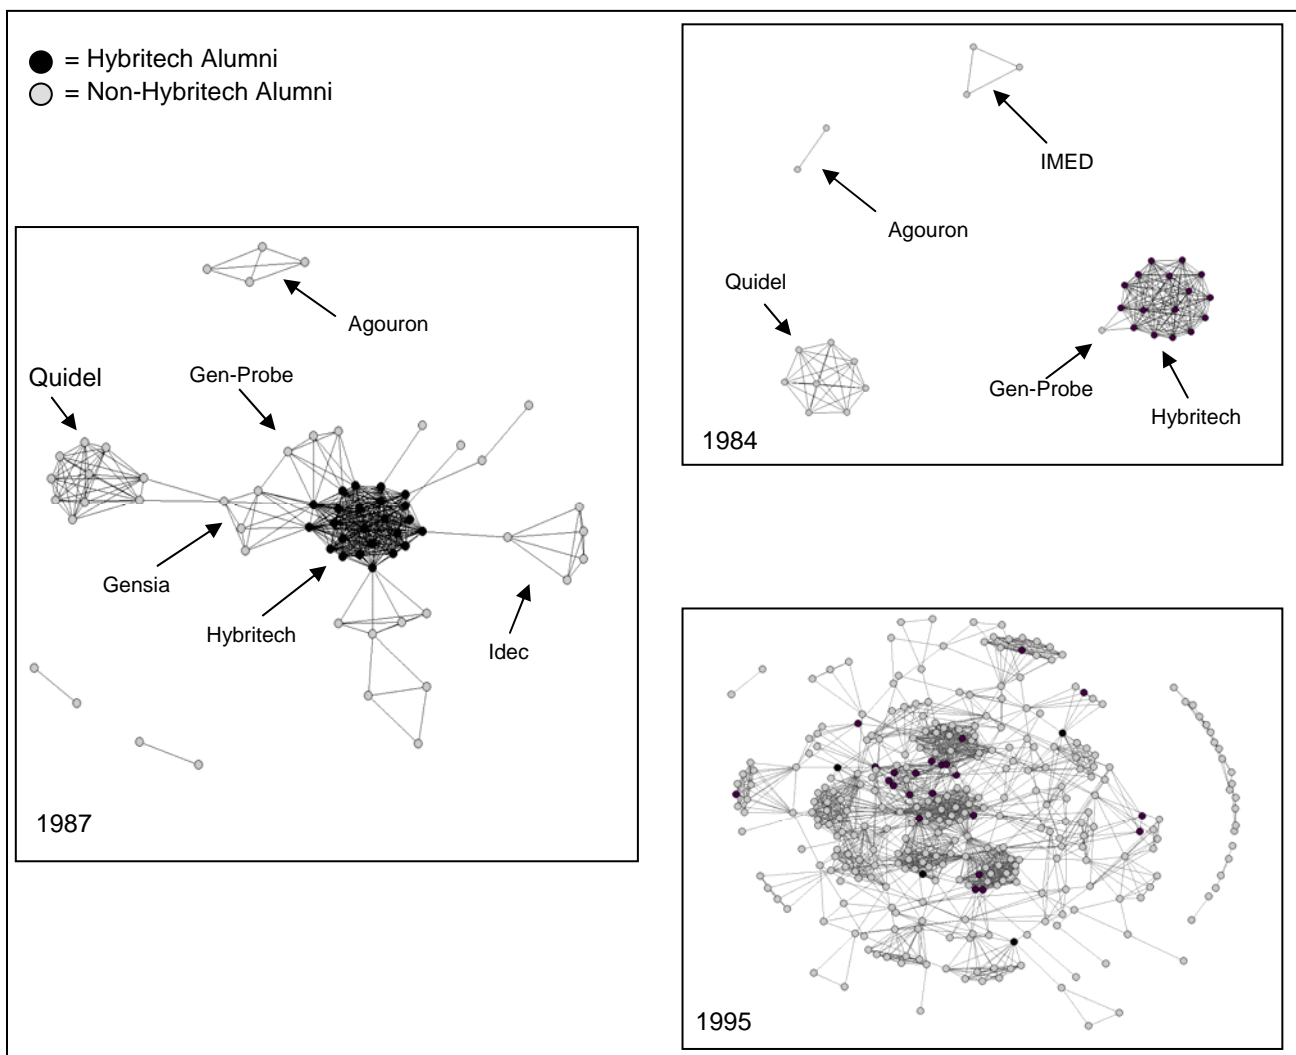 = Hybritech Alumni
= Non-Hybritech Alumni
IMED
Agouron
Quidel
Gen-Probe
Hybritech
1984
Agouron
Quidel
Gen-Probe
Gensia
Hybritech
Idec
1987
1995